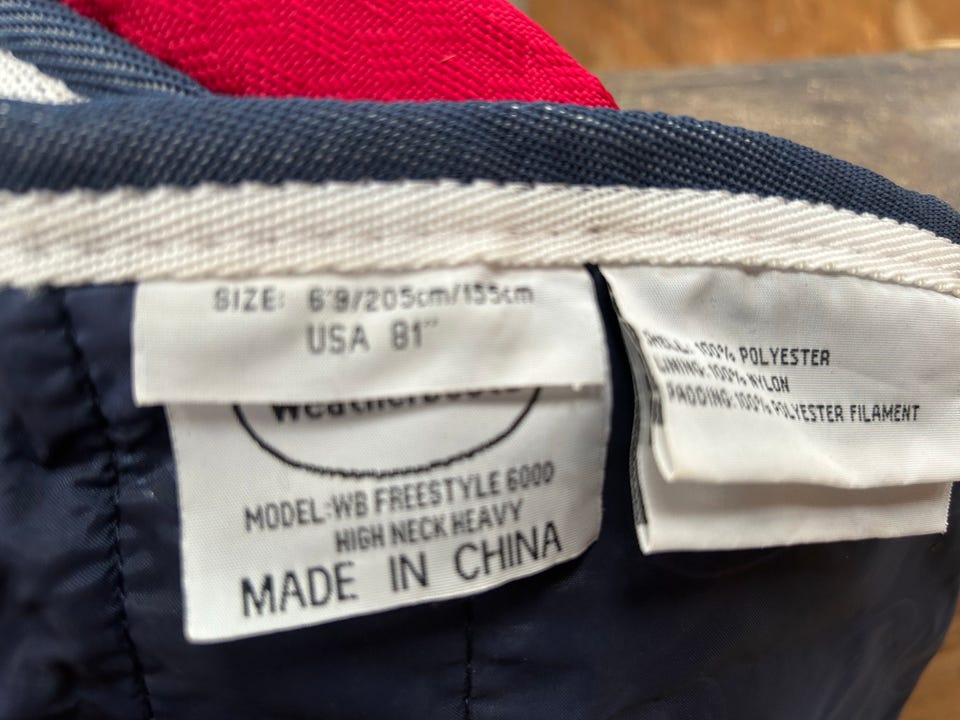 SIZE: 6'9/205cm/155cm
USA 81"
MODEL:WB FREESTYLE 6000
HIGH NECK HEAVY
MADE IN CHINA
SHELL: 100% POLYESTER
LINING:100% NYLON
PADDING:100% POLYESTER FILAMENT